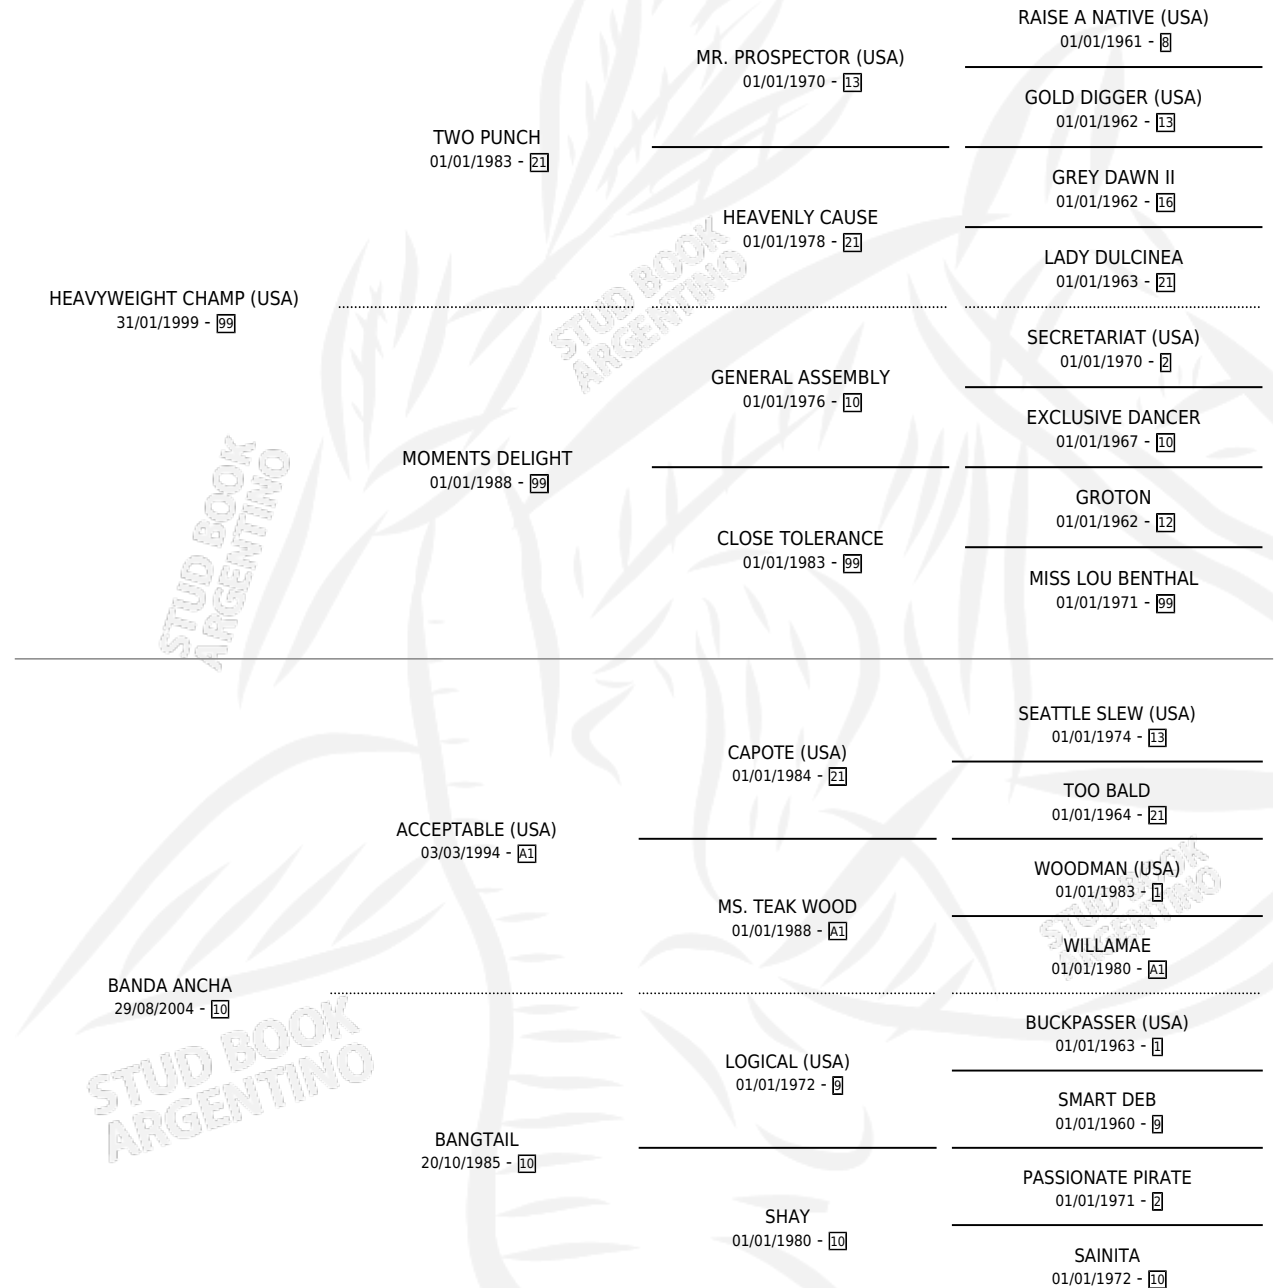 RAISE A NATIVE (USA)
01/01/1961 - 8
MR. PROSPECTOR (USA)
01/01/1970 - 13
GOLD DIGGER (USA)
01/01/1962 - 13
TWO PUNCH
01/01/1983 - 21
GREY DAWN II
01/01/1962 - 16
HEAVENLY CAUSE
01/01/1978 - 21
LADY DULCINEA
01/01/1963 - 21
HEAVYWEIGHT CHAMP (USA)
31/01/1999 - 99
STUD BOOK
ARGENTINO
SECRETARIAT (USA)
01/01/1970 - 2
GENERAL ASSEMBLY
01/01/1976 - 10
EXCLUSIVE DANCER
01/01/1967 - 10
MOMENTS DELIGHT
01/01/1988 - 99
GROTON
01/01/1962 - 12
CLOSE TOLERANCE
01/01/1983 - 99
MISS LOU BENTHAL
01/01/1971 - 99
STUD BOOK
ARGENTINO
SEATTLE SLEW (USA)
01/01/1974 - 13
CAPOTE (USA)
01/01/1984 - 21
TOO BALD
01/01/1964 - 21
ACCEPTABLE (USA)
03/03/1994 - A1
WOODMAN (USA)
01/01/1983 - 1
STUD BOOK
ARGENTINO
MS. TEAK WOOD
01/01/1988 - A1
WILLAMAE
01/01/1980 - A1
BANDA ANCHA
29/08/2004 - 10
STUD BOOK
ARGENTINO
BUCKPASSER (USA)
01/01/1963 - 1
LOGICAL (USA)
01/01/1972 - 9
SMART DEB
01/01/1960 - 9
BANGTAIL
20/10/1985 - 10
PASSIONATE PIRATE
01/01/1971 - 2
SHAY
01/01/1980 - 10
SAINITA
01/01/1972 - 10